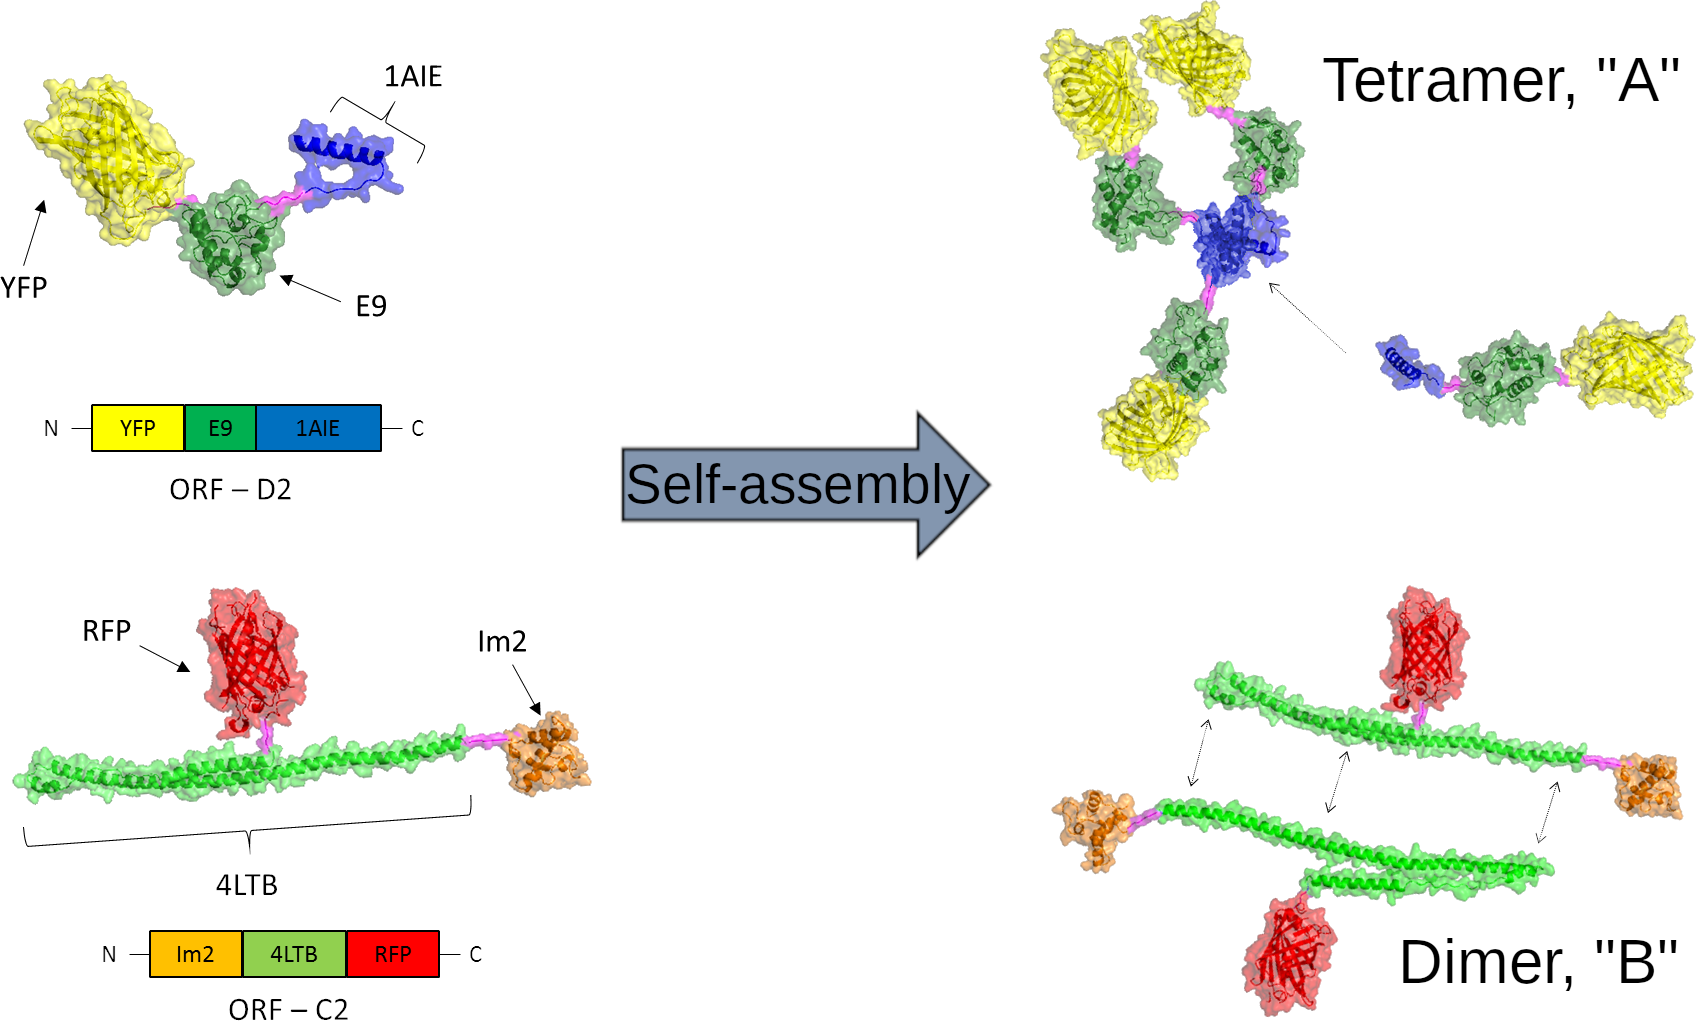 1AIE
YFP
E9
N YFP E9 1AIE C
ORF – D2
RFP
Im2
4LTB
N Im2 4LTB RFP C
ORF – C2
Self-assembly
Tetramer, "A"
Dimer, "B"